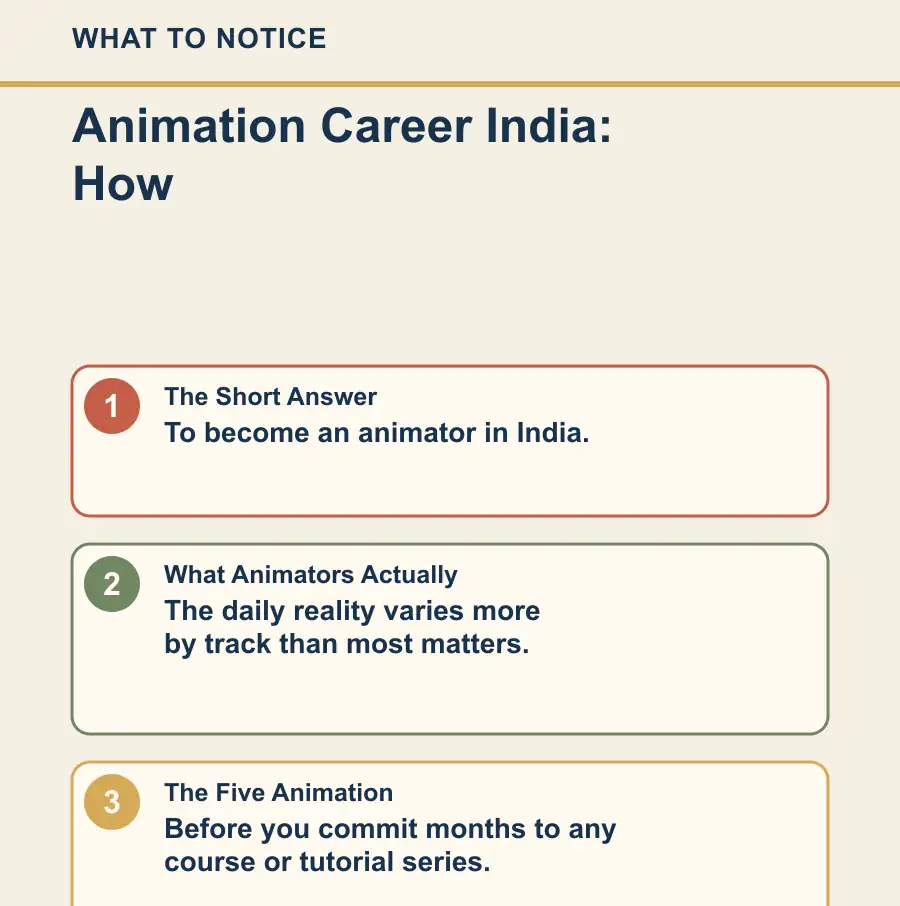 WHAT TO NOTICE
Animation Career India:
How
1
The Short Answer
To become an animator in India.
2
What Animators Actually
The daily reality varies more
by track than most matters.
3
The Five Animation
Before you commit months to any
course or tutorial series.